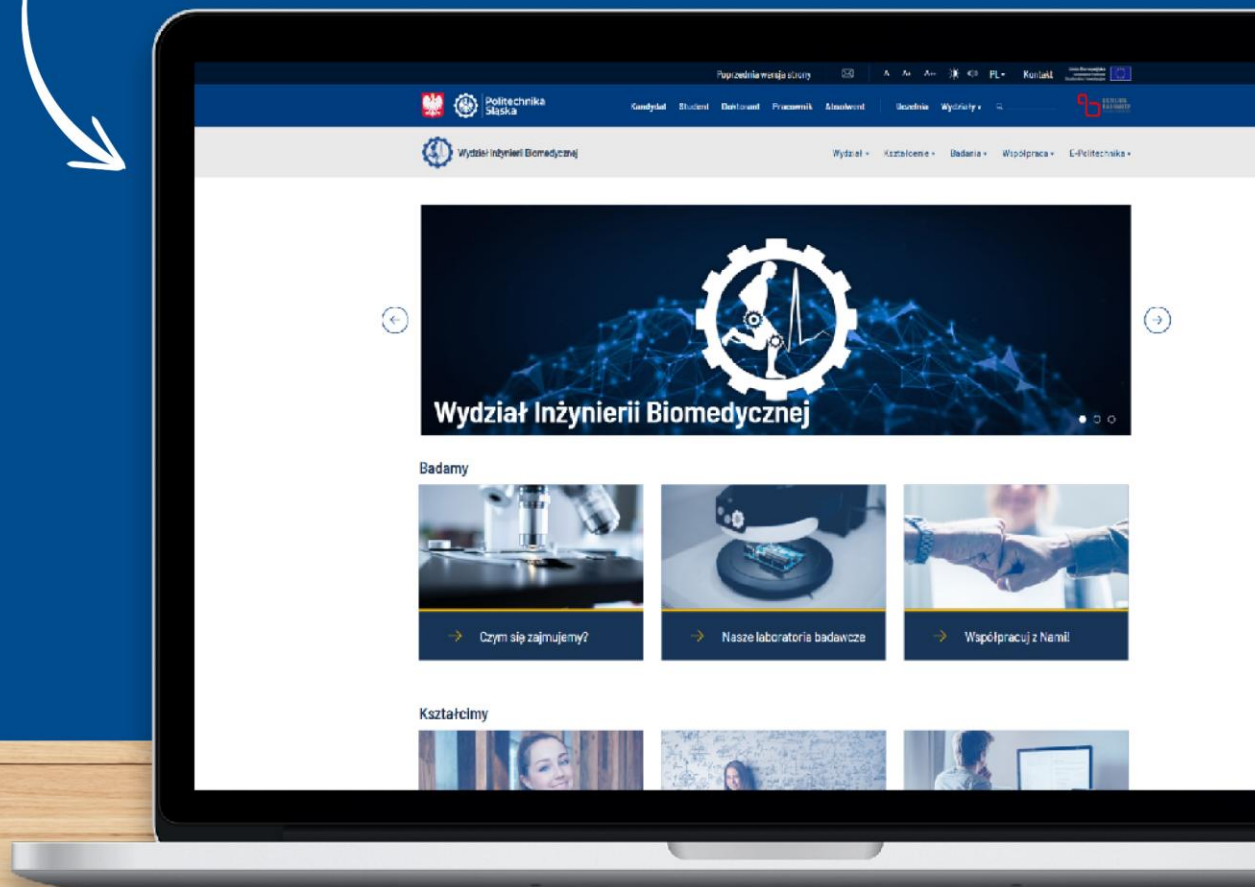 Poprzednia wersja strony A A+ A++ PL Kontakt
Politechnika
Śląska
Kandydat Student Doktorant Pracownik Absolwent Uczelnia Wydziały
Wydział Inżynierii Biomedycznej
Wydział Kształcenie Badania Współpraca E-Politechnika
Wydział Inżynierii Biomedycznej
Badamy
Czym się zajmujemy?
Nasze laboratoria badawcze
Współpracuj z Nami!
Kształcimy